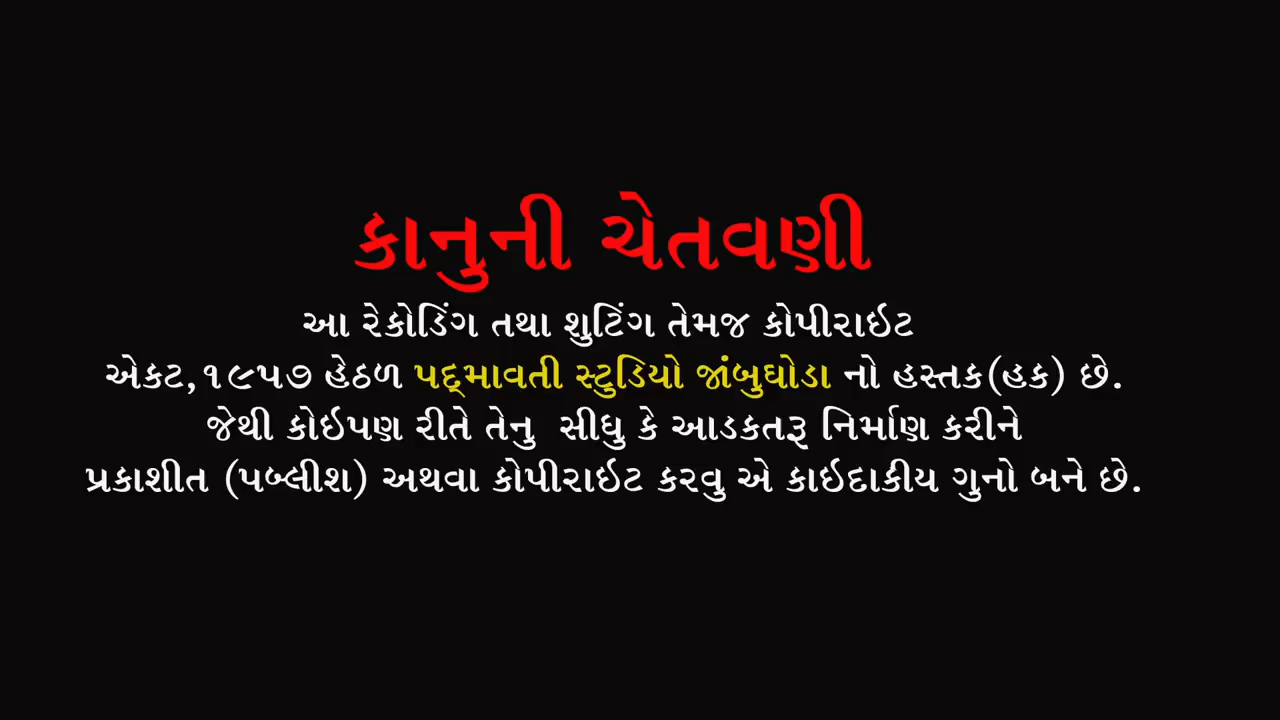 કાનુની ચેતવણી
આ રેકોડિંગ તથા શુટિંગ તેમજ કોપીરાઇટ
એકટ,૧૯૫૭ હેઠળ પદ્માવતી સ્ટુડિયો જાંબુઘોડા નો હસ્તક(હક) છે.
જેથી કોઇપણ રીતે તેનુ સીધુ કે આડકતરૂ નિર્માણ કરીને
પ્રકાશીત (પબ્લીશ) અથવા કોપીરાઇટ કરવુ એ કાઇદાકીય ગુનો બને છે.